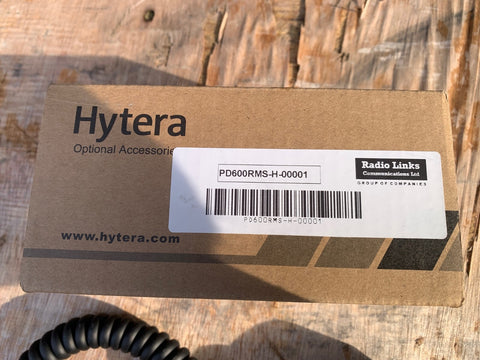 Hytera
Optional Accessories
PD600RMS-H-00001
Radio Links
Communications Ltd
GROUP OF COMPANIES
PD600RMS-H-00001
www.hytera.com